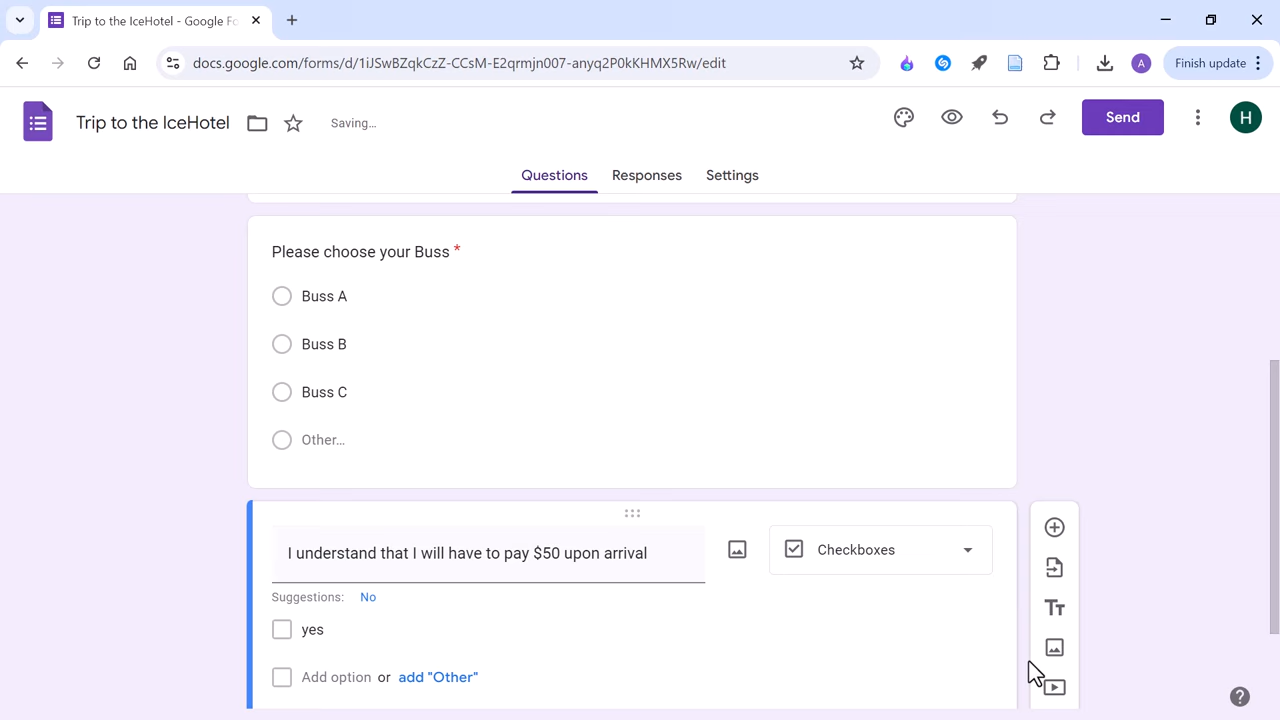 Trip to the IceHotel - Google Fo
docs.google.com/forms/d/1iJSwBZqkCzZ-CCsM-E2qrmjn007-anyq2P0kKHMX5Rw/edit
A
Finish update
Trip to the IceHotel
Saving...
Send
H
Questions
Responses
Settings
Please choose your Buss *
Buss A
Buss B
Buss C
Other...
I understand that I will have to pay $50 upon arrival
Checkboxes
Suggestions: No
yes
Add option or add "Other"